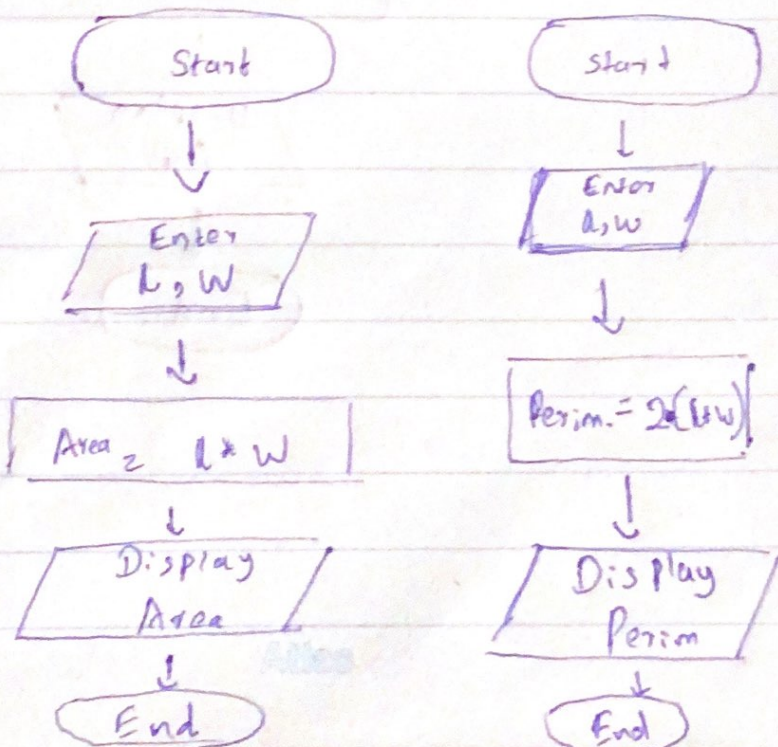 Start
Enter
L, W
Area = L * W
Display
Area
End
Start
Enter
L, W
Perim. = 2(L+W)
Display
Perim
End